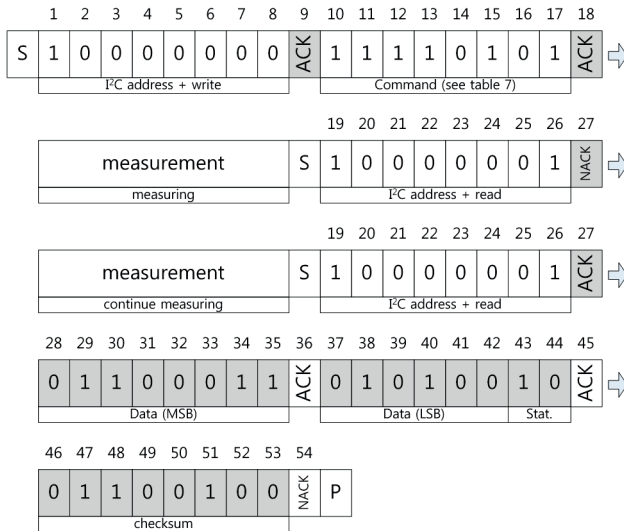 1 2 3 4 5 6 7 8 9 10 11 12 13 14 15 16 17 18
S 1 0 0 0 0 0 0 0 ACK 1 1 1 1 0 1 0 1 ACK
I²C address + write Command (see table 7)
19 20 21 22 23 24 25 26 27
measurement S 1 0 0 0 0 0 0 1 NACK
measuring I²C address + read
19 20 21 22 23 24 25 26 27
measurement S 1 0 0 0 0 0 0 1 ACK
continue measuring I²C address + read
28 29 30 31 32 33 34 35 36 37 38 39 40 41 42 43 44 45
0 1 1 0 0 0 1 1 ACK 0 1 0 1 0 0 1 0 ACK
Data (MSB) Data (LSB) Stat.
46 47 48 49 50 51 52 53 54
0 1 1 0 0 1 0 0 NACK P
checksum